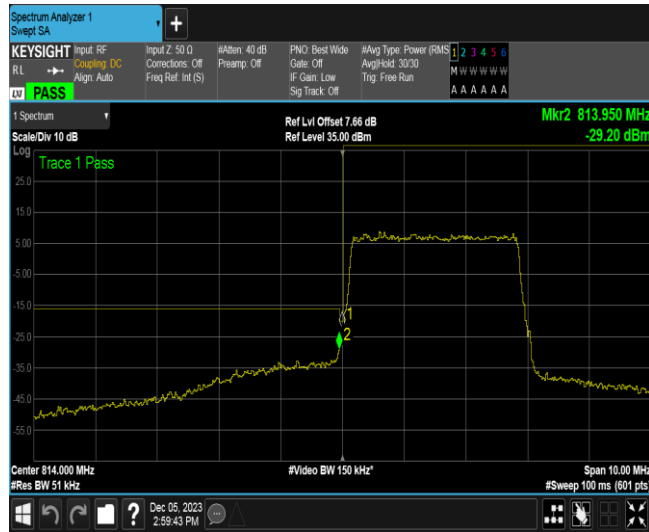 Spectrum Analyzer 1
Swept SA
+
KEYSIGHT Input: RF Input Z: 50 Ω #Atten: 40 dB PNO: Best Wide #Avg Type: Power (RMS 1 2 3 4 5 6
RL Coupling: DC Corrections: Off Preamp: Off Gate: Off Avg|Hold: 30/30 M W W W W W
Align: Auto Freq Ref: Int (S) IF Gain: Low Trig: Free Run
LXI PASS Sig Track: Off A A A A A A
1 Spectrum Ref Lvl Offset 7.66 dB Mkr2 813.950 MHz
Scale/Div 10 dB Ref Level 35.00 dBm -29.20 dBm
Log
Trace 1 Pass
25.0
15.0
5.00
-5.00
-15.0
1
2
-25.0
-35.0
-45.0
-55.0
Center 814.000 MHz #Video BW 150 kHz* Span 10.00 MHz
#Res BW 51 kHz #Sweep 100 ms (601 pts)
? Dec 05, 2023
2:59:43 PM